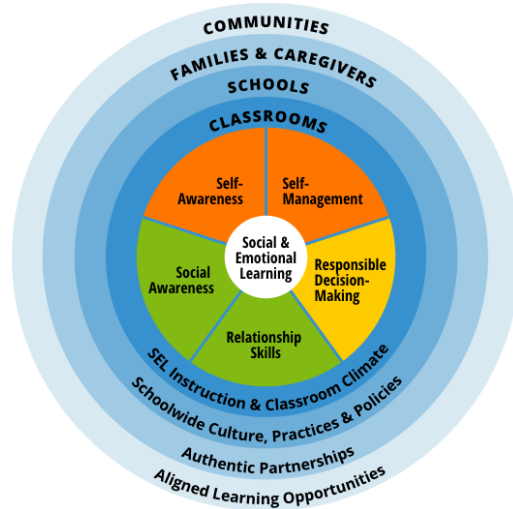 COMMUNITIES
FAMILIES & CAREGIVERS
SCHOOLS
CLASSROOMS
Self-
Awareness
Self-
Management
Social &
Emotional
Learning
Social
Awareness
Responsible
Decision-
Making
Relationship
Skills
SEL Instruction & Classroom Climate
Schoolwide Culture, Practices & Policies
Authentic Partnerships
Aligned Learning Opportunities